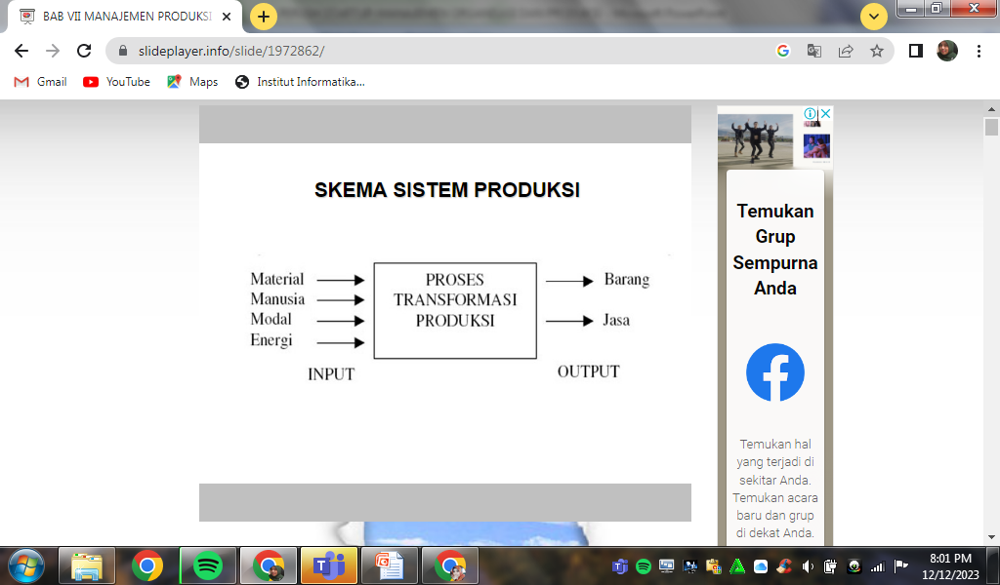 BAB VII MANAJEMEN PRODUKSI
slideplayer.info/slide/1972862/
Gmail
YouTube
Maps
Institut Informatika...
SKEMA SISTEM PRODUKSI
Material
Manusia
Modal
Energi
INPUT
PROSES
TRANSFORMASI
PRODUKSI
Barang
Jasa
OUTPUT
Temukan
Grup
Sempurna
Anda
Temukan hal
yang terjadi di
sekitar Anda.
Temukan acara
baru dan grup
di dekat Anda.
8:01 PM
12/12/2023